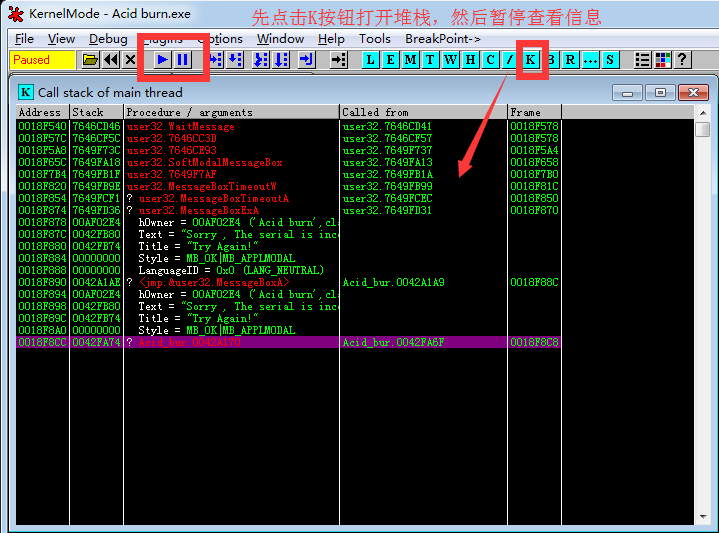 KernelMode - Acid burn.exe
先点击K按钮打开堆栈，然后暂停查看信息
File View Debug Plugins Options Window Help Tools BreakPoint->
Paused L E M T W H C / K B R ... S ?
K Call stack of main thread
Address Stack Procedure / arguments Called from Frame
0018F540 7646CD46 user32.WaitMessage user32.7646CD41 0018F578
0018F57C 7646CF5C user32.7646CC3D user32.7646CF57 0018F578
0018F5A8 7649F73C user32.7646CE93 user32.7649F737 0018F5A4
0018F65C 7649FA18 user32.SoftModalMessageBox user32.7649FA13 0018F658
0018F7B4 7649FB1F user32.7649F7AF user32.7649FB1A 0018F7B0
0018F820 7649FB9E user32.MessageBoxTimeoutW user32.7649FB99 0018F81C
0018F854 7649FCF1 ? user32.MessageBoxTimeoutA user32.7649FCEC 0018F850
0018F874 7649FD36 ? user32.MessageBoxExA user32.7649FD31 0018F870
0018F878 00AF02E4 hOwner = 00AF02E4 ('Acid burn',cl
0018F87C 0042FB80 Text = "Sorry , The serial is inco
0018F880 0042FB74 Title = "Try Again!"
0018F884 00000000 Style = MB_OK|MB_APPLMODAL
0018F888 00000000 LanguageID = 0x0 (LANG_NEUTRAL)
0018F890 0042A1AE ? <jmp.&user32.MessageBoxA> Acid_bur.0042A1A9 0018F88C
0018F894 00AF02E4 hOwner = 00AF02E4 ('Acid burn',cl
0018F898 0042FB80 Text = "Sorry , The serial is inco
0018F89C 0042FB74 Title = "Try Again!"
0018F8A0 00000000 Style = MB_OK|MB_APPLMODAL
0018F8CC 0042FA74 ? Acid_bur.0042A170 Acid_bur.0042FA6F 0018F8C8